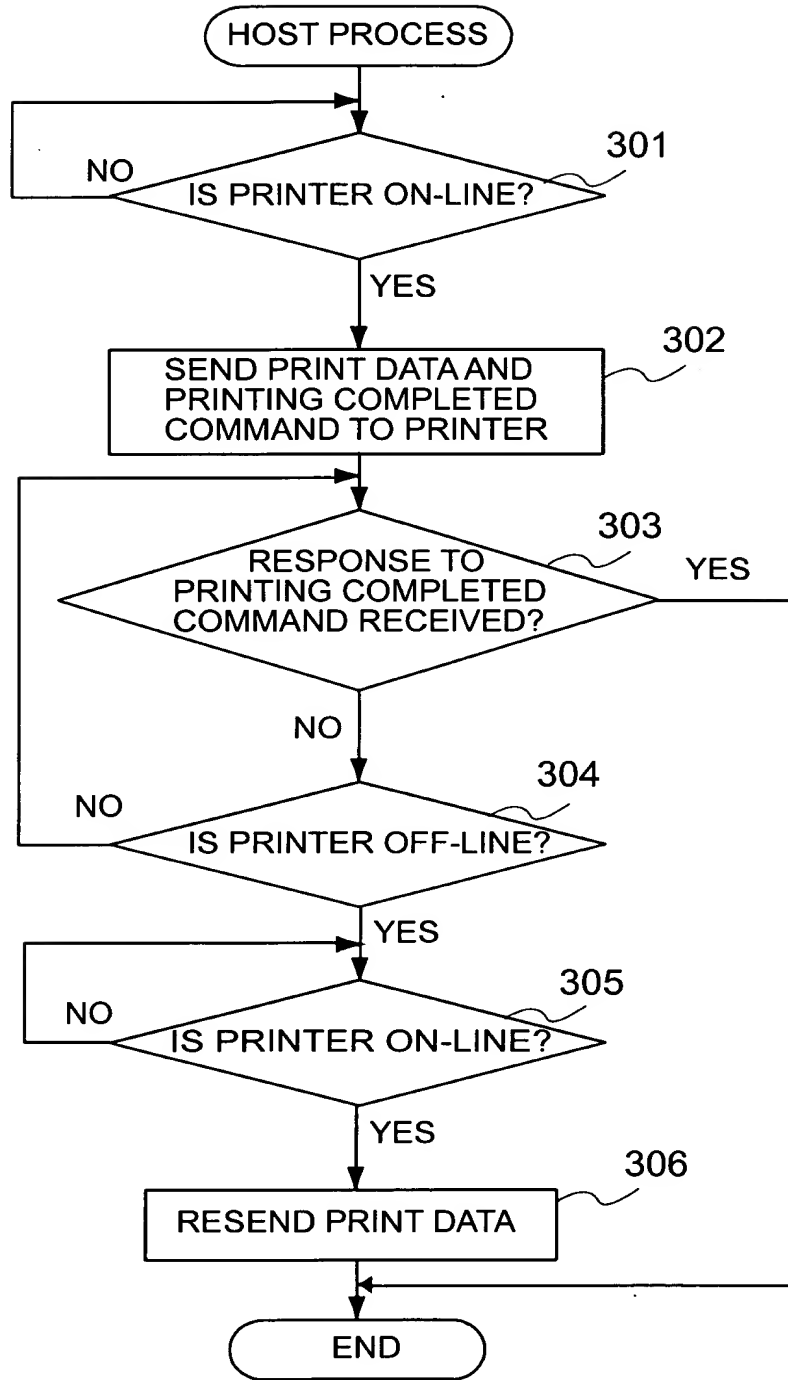 HOST PROCESS
301
NO
IS PRINTER ON-LINE?
YES
302
SEND PRINT DATA AND
PRINTING COMPLETED
COMMAND TO PRINTER
303
RESPONSE TO
PRINTING COMPLETED
COMMAND RECEIVED?
YES
NO
304
NO
IS PRINTER OFF-LINE?
YES
305
NO
IS PRINTER ON-LINE?
YES
306
RESEND PRINT DATA
END